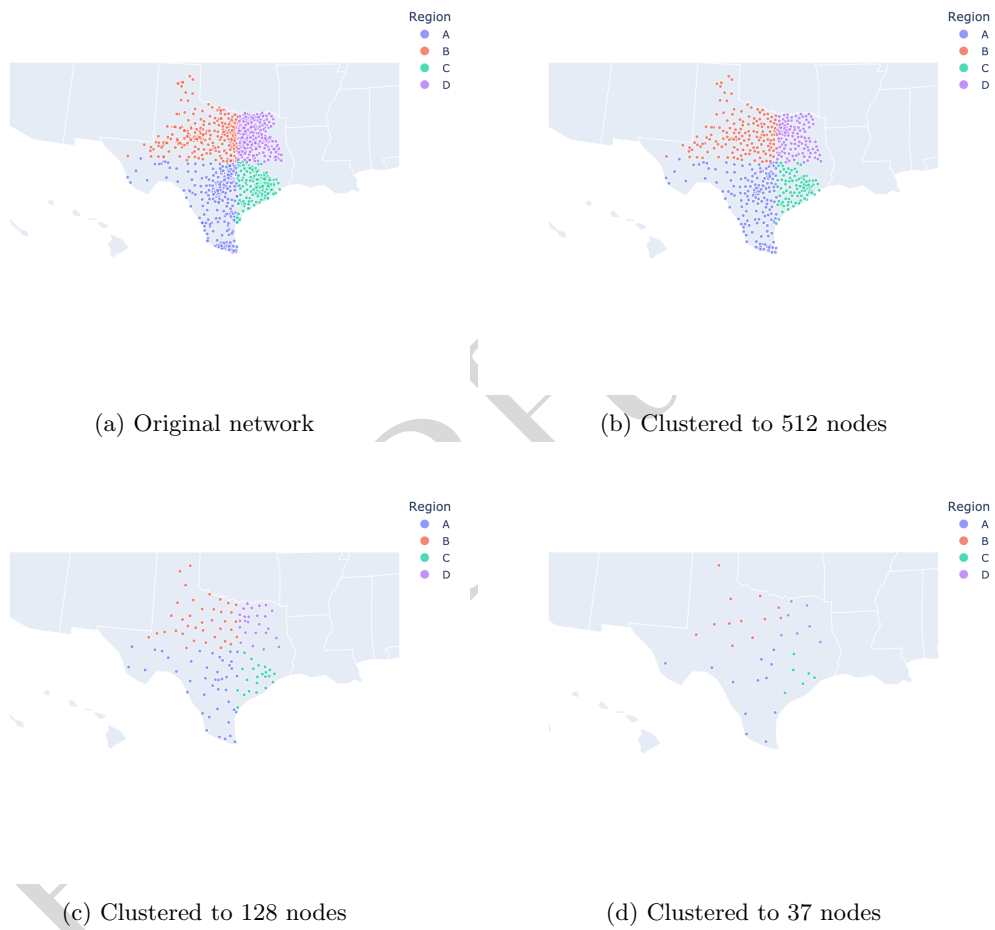 Region
A
B
C
D
Region
A
B
C
D
(a) Original network
(b) Clustered to 512 nodes
Region
A
B
C
D
Region
A
B
C
D
(c) Clustered to 128 nodes
(d) Clustered to 37 nodes